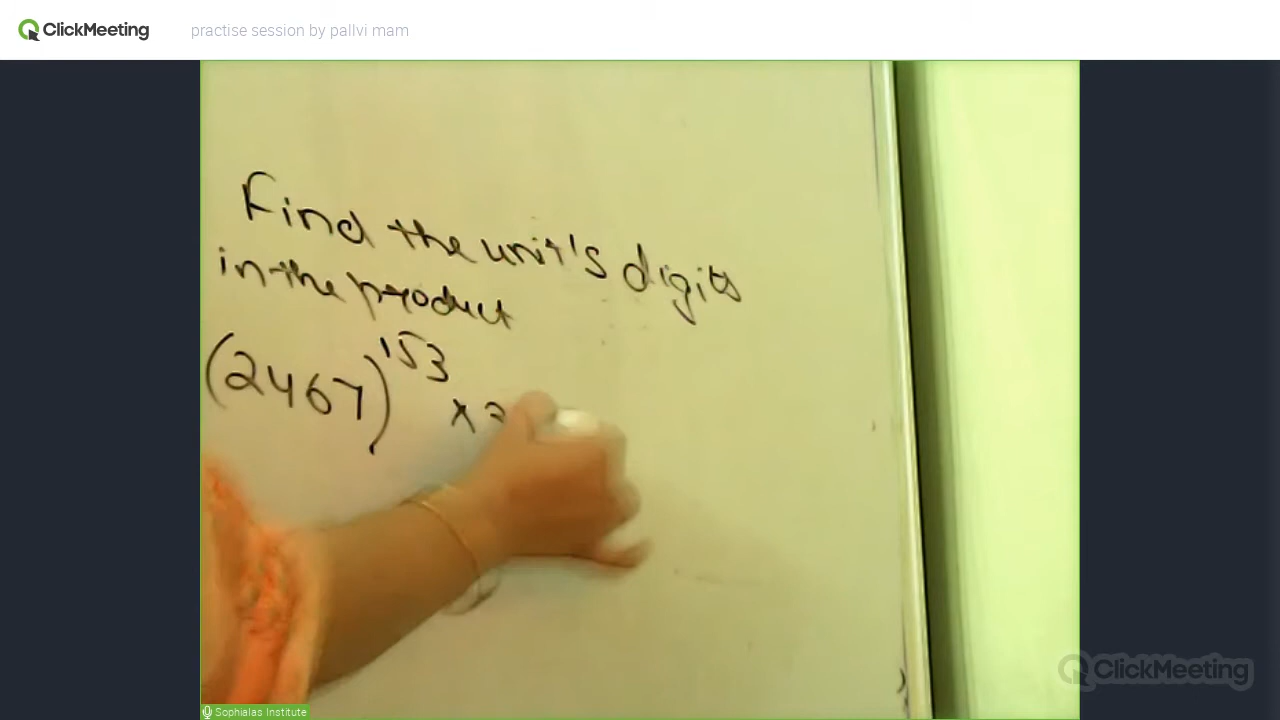 ClickMeeting
practise session by pallvi mam
Find the unit's digits
in the product
(2467)^153 ×
Sophialas Institute
ClickMeeting